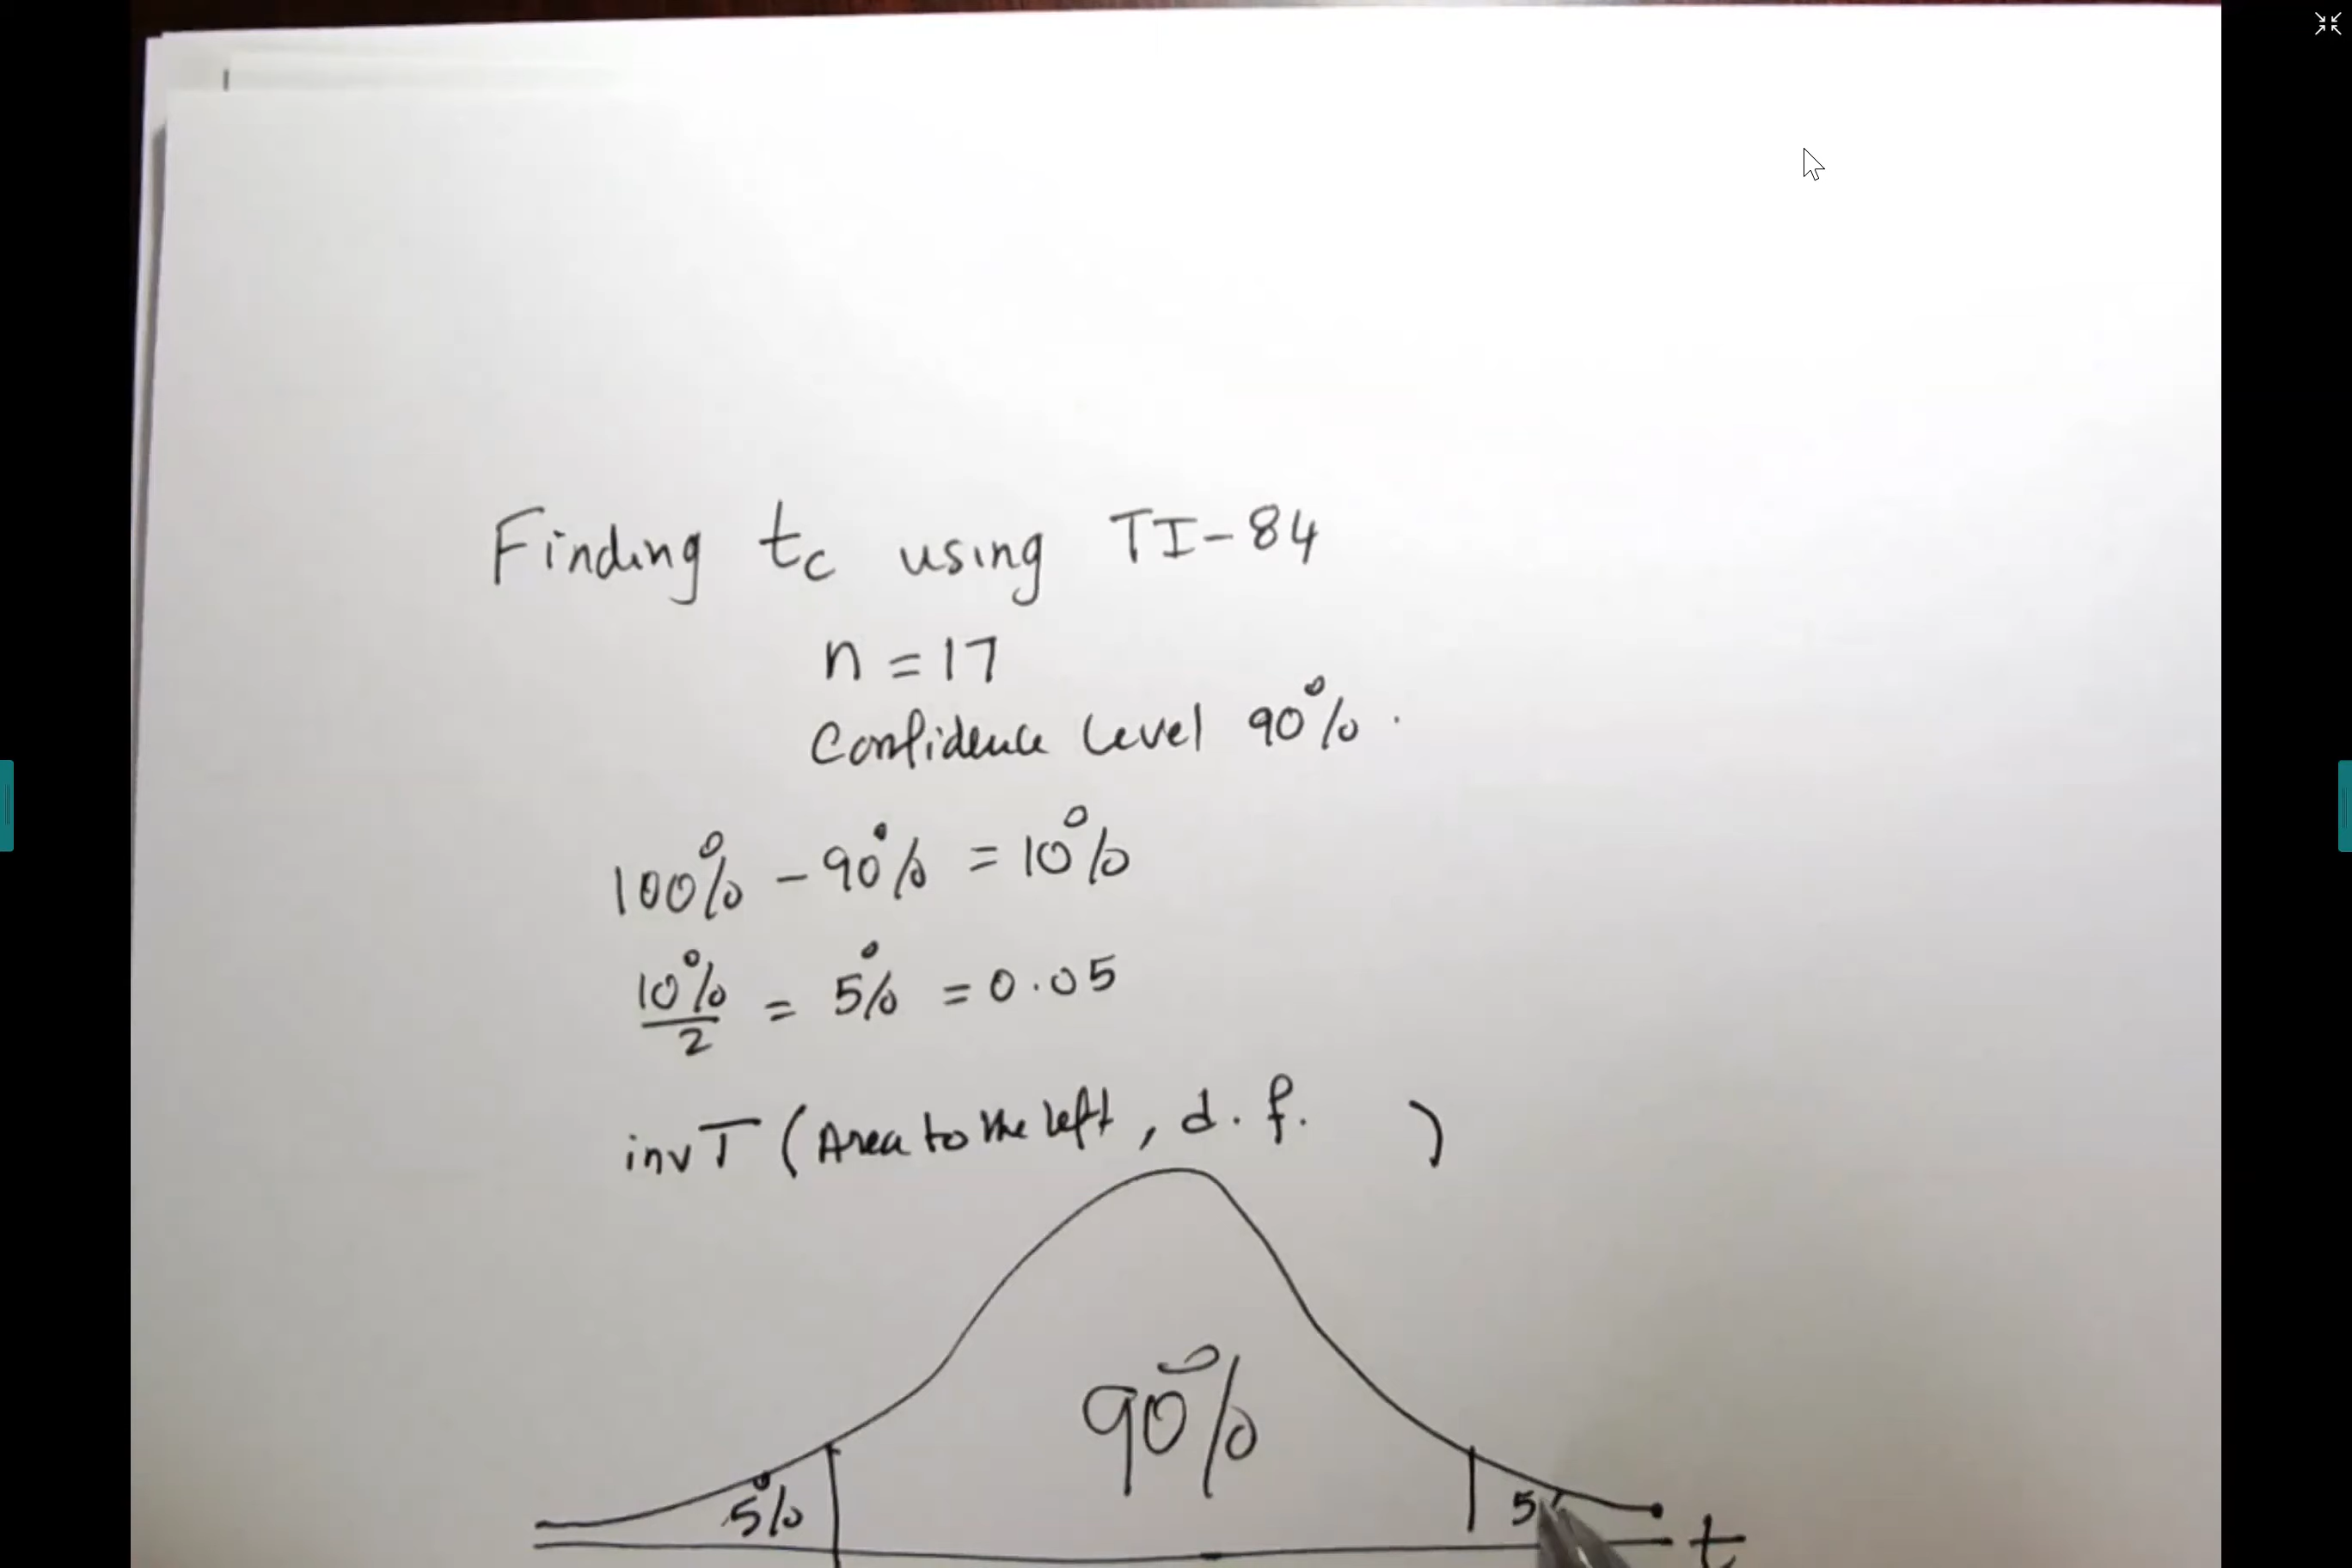 Finding tc using TI-84
n = 17
Confidence Level 90% .
100% - 90% = 10%
10%/2 = 5% = 0.05
invT (Area to the left, d.f. )
90%
5% 5
t